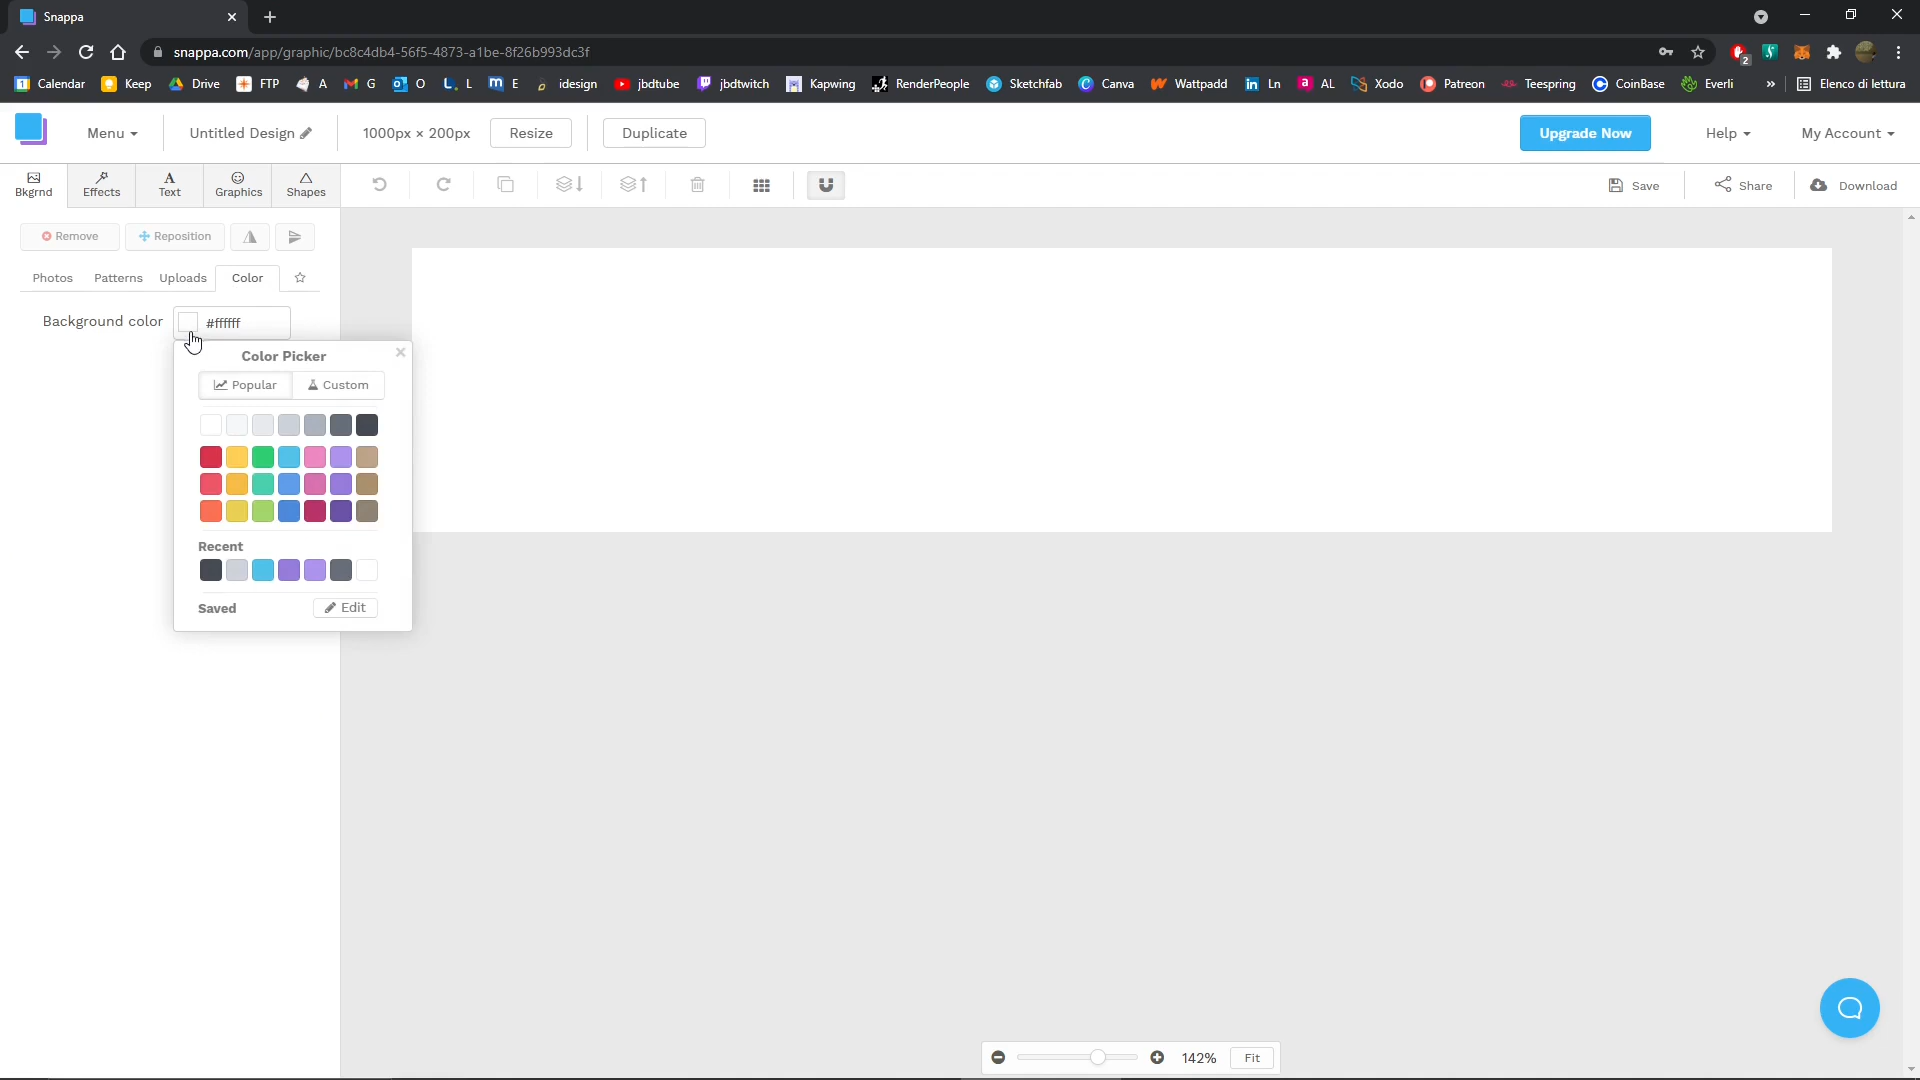 Snappa
snappa.com/app/graphic/bc8c4db4-56f5-4873-a1be-8f26b993dc3f
2
Calendar Keep Drive FTP A G O L E idesign jbdtube jbdtwitch Kapwing RenderPeople Sketchfab Canva Wattpadd Ln AL Xodo Patreon Teespring CoinBase Everli » Elenco di lettura
Menu Untitled Design 1000px × 200px Resize Duplicate Upgrade Now Help My Account
Bkgrnd Effects Text Graphics Shapes Save Share Download
Remove Reposition
Photos Patterns Uploads Color
Background color #ffffff
Color Picker
Popular Custom
Recent
Saved Edit
142% Fit